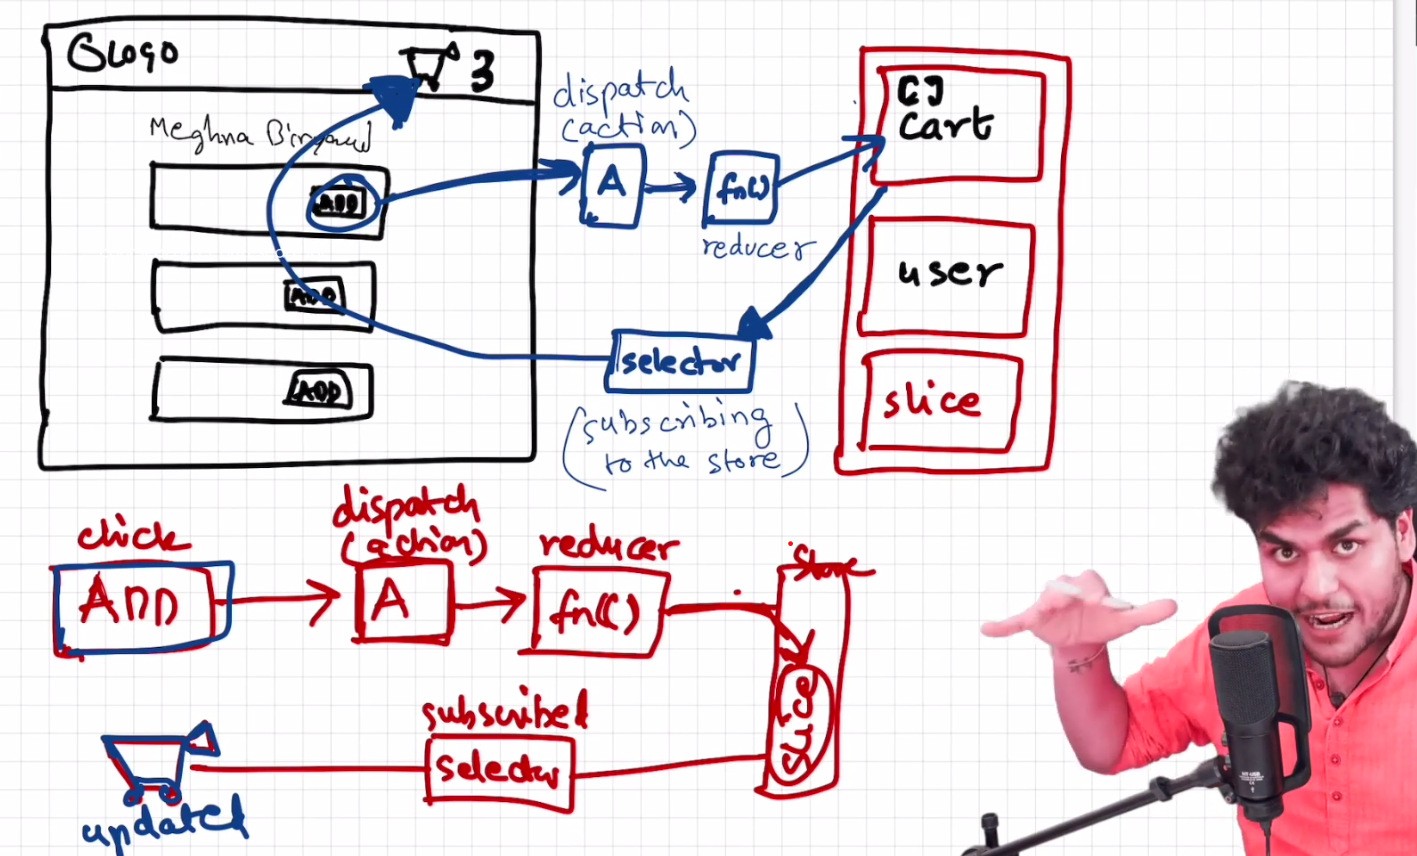 Logo
3
Meghna Biryani
ADD
ADD
ADD
dispatch
(action)
A
fn()
reducer
selector
(subscribing
to the store)
[]
cart
user
slice
click
ADD
dispatch
(action)
A
reducer
fn()
Store
slice
subscribed
selector
updated